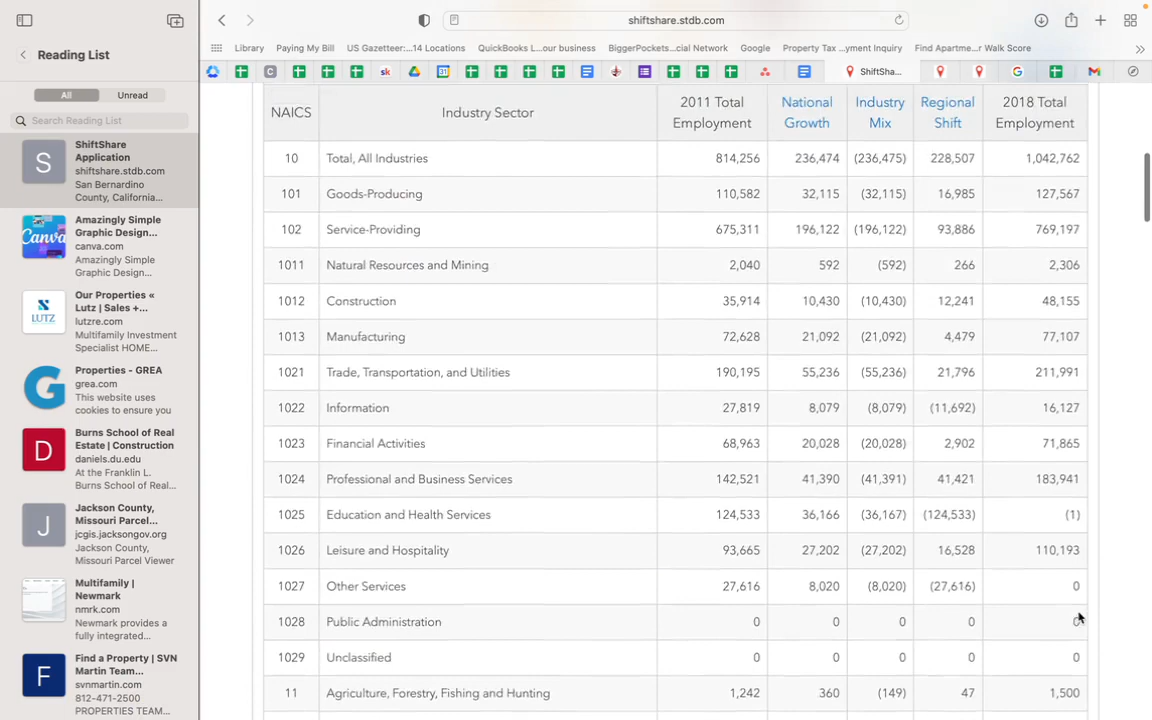 shiftshare.stdb.com
Reading List
Library
Paying My Bill
US Gazetteer:...14 Locations
QuickBooks L...our business
BiggerPockets...cial Network
Google
Property Tax ...yment Inquiry
Find Apartme...r Walk Score
sk
C
31
ShiftSha...
G
All
Unread
Search Reading List
S
ShiftShare
Application
shiftshare.stdb.com
San Bernardino
County, California...
Canva
Amazingly Simple
Graphic Design...
canva.com
Amazingly Simple
Graphic Design...
LUTZ
Our Properties «
Lutz | Sales +...
lutzre.com
Multifamily Investment
Specialist HOME...
G
Properties - GREA
grea.com
This website uses
cookies to ensure you
D
Burns School of Real
Estate | Construction
daniels.du.edu
At the Franklin L.
Burns School of Real...
J
Jackson County,
Missouri Parcel...
jcgis.jacksongov.org
Jackson County,
Missouri Parcel Viewer
Multifamily |
Newmark
nmrk.com
Newmark provides a
fully integrated...
F
Find a Property | SVN
Martin Team...
svnmartin.com
812-471-2500
PROPERTIES TEAM...
NAICS Industry Sector 2011 Total Employment National Growth Industry Mix Regional Shift 2018 Total Employment
10 Total, All Industries 814,256 236,474 (236,475) 228,507 1,042,762
101 Goods-Producing 110,582 32,115 (32,115) 16,985 127,567
102 Service-Providing 675,311 196,122 (196,122) 93,886 769,197
1011 Natural Resources and Mining 2,040 592 (592) 266 2,306
1012 Construction 35,914 10,430 (10,430) 12,241 48,155
1013 Manufacturing 72,628 21,092 (21,092) 4,479 77,107
1021 Trade, Transportation, and Utilities 190,195 55,236 (55,236) 21,796 211,991
1022 Information 27,819 8,079 (8,079) (11,692) 16,127
1023 Financial Activities 68,963 20,028 (20,028) 2,902 71,865
1024 Professional and Business Services 142,521 41,390 (41,391) 41,421 183,941
1025 Education and Health Services 124,533 36,166 (36,167) (124,533) (1)
1026 Leisure and Hospitality 93,665 27,202 (27,202) 16,528 110,193
1027 Other Services 27,616 8,020 (8,020) (27,616) 0
1028 Public Administration 0 0 0 0 0
1029 Unclassified 0 0 0 0 0
11 Agriculture, Forestry, Fishing and Hunting 1,242 360 (149) 47 1,500